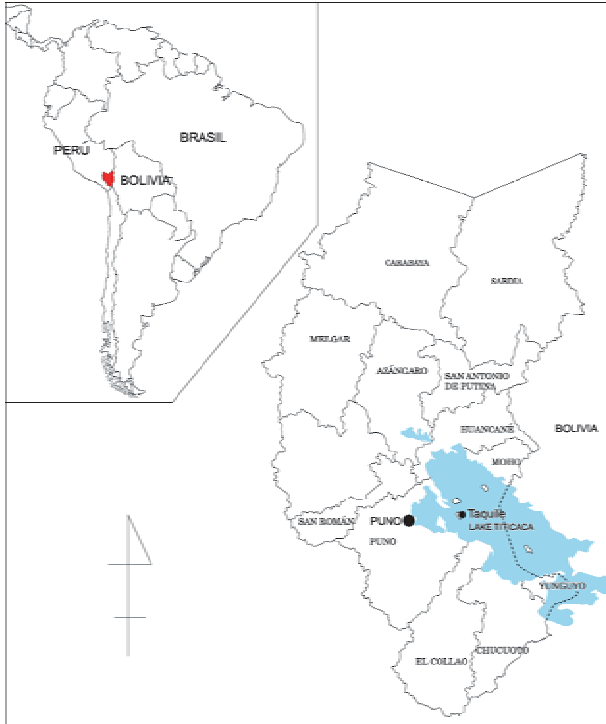 BRASIL
PERU
BOLIVIA
CARABAYA
SANDIA
MELGAR
AZÁNGARO
SAN ANTONIO
DE PUTINA
HUANCANÉ
BOLIVIA
MOHO
Taquile
SAN ROMÁN
PUNO
LAKE TITICACA
PUNO
YUNGUYO
CHUCUITO
EL COLLAO